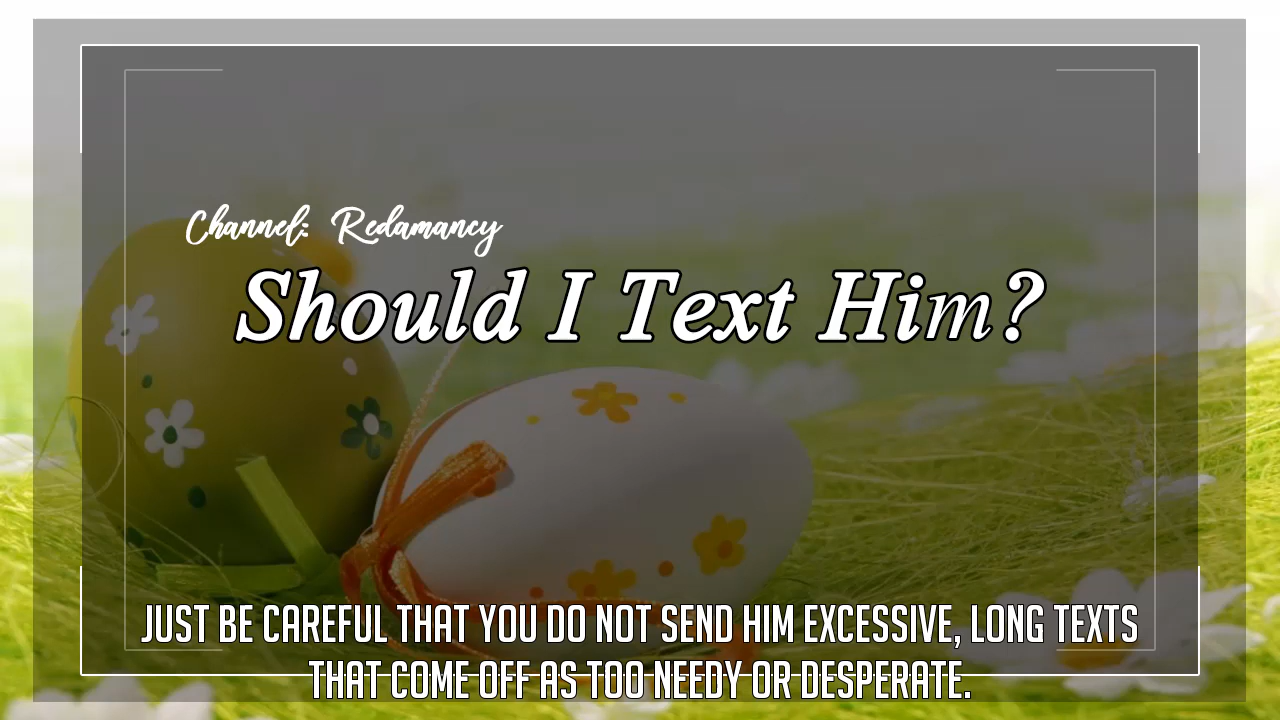 Channel: Redamancy
Should I Text Him?
JUST BE CAREFUL THAT YOU DO NOT SEND HIM EXCESSIVE, LONG TEXTS
THAT COME OFF AS TOO NEEDY OR DESPERATE.